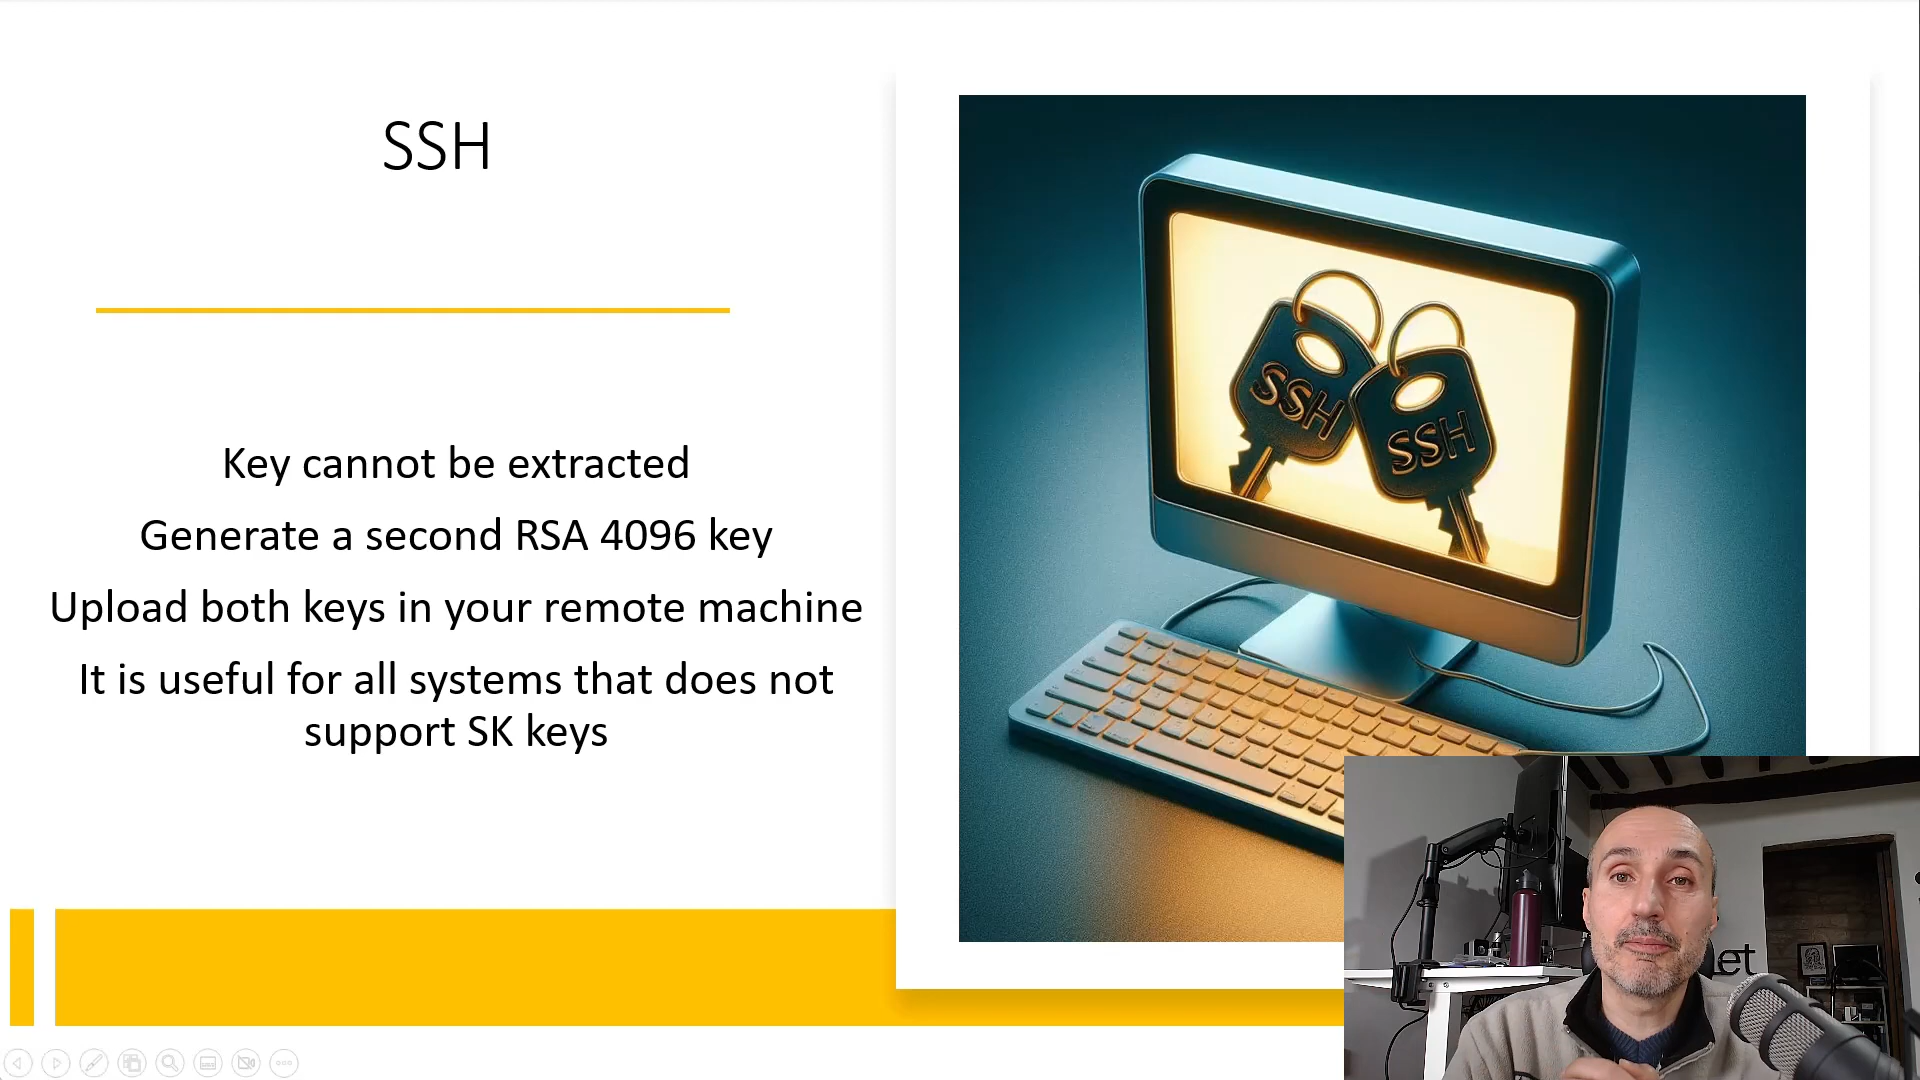 SSH
Key cannot be extracted
Generate a second RSA 4096 key
Upload both keys in your remote machine
It is useful for all systems that does not
support SK keys
SSH
SSH
et